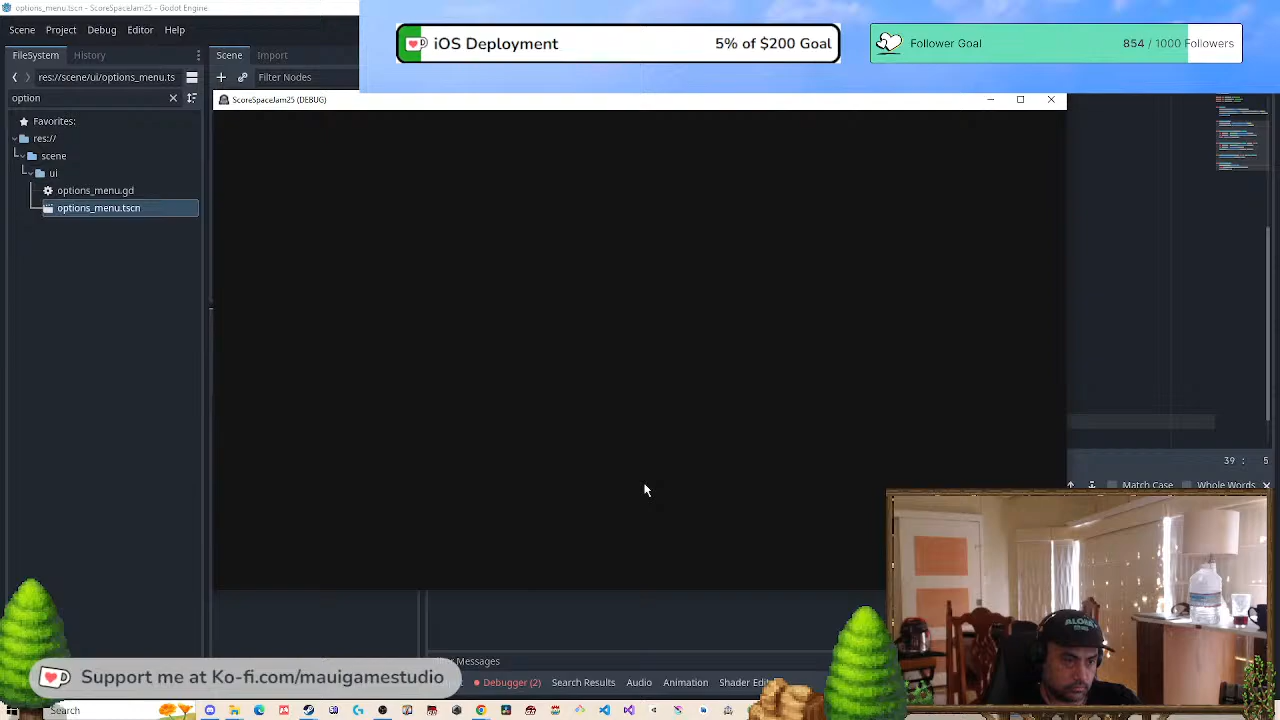 options_menu.tscn - ScoreSpaceJam25 - Godot Engine
Scene Project Debug Editor Help
iOS Deployment 5% of $200 Goal
Follower Goal 854 / 1000 Followers
FileSystem History
Scene Import
res://scene/ui/options_menu.ts
Filter Nodes
option
ScoreSpaceJam25 (DEBUG)
Favorites:
res://
scene
ui
options_menu.gd
options_menu.tscn
39 : 5
Match Case Whole Words
Messages
Debugger (2) Search Results Audio Animation Shader Edit
Support me at Ko-fi.com/mauigamestudio
Search
ALOHA